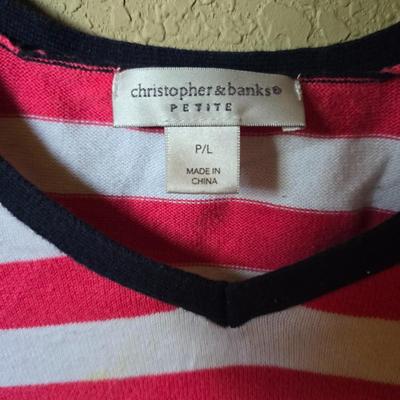 christopher&banks®
PETITE
P/L
MADE IN
CHINA